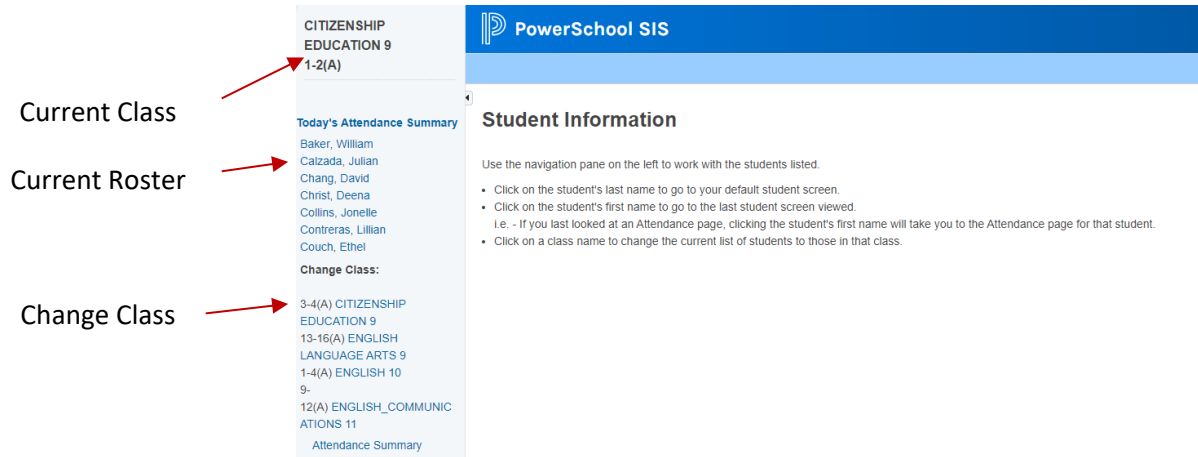 CITIZENSHIP
EDUCATION 9
1-2(A)
PowerSchool SIS
Current Class
Current Roster
Change Class
Today's Attendance Summary
Baker, William
Calzada, Julian
Chang, David
Christ, Deena
Collins, Jonelle
Contreras, Lillian
Couch, Ethel
Change Class:
3-4(A) CITIZENSHIP
EDUCATION 9
13-16(A) ENGLISH
LANGUAGE ARTS 9
1-4(A) ENGLISH 10
9-
12(A) ENGLISH_COMMUNIC
ATIONS 11
Attendance Summary
Student Information
Use the navigation pane on the left to work with the students listed.
• Click on the student's last name to go to your default student screen.
• Click on the student's first name to go to the last student screen viewed.
i.e. - If you last looked at an Attendance page, clicking the student's first name will take you to the Attendance page for that student.
• Click on a class name to change the current list of students to those in that class.